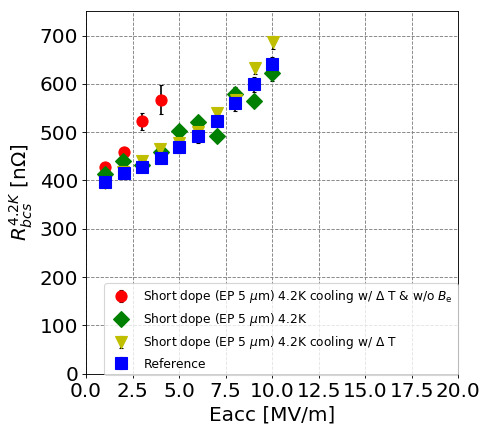 700
600
500
400
300
200
100
0
R_{bcs}^{4.2K} [nΩ]
Short dope (EP 5 μm) 4.2K cooling w/ Δ T & w/o B_e
Short dope (EP 5 μm) 4.2K
Short dope (EP 5 μm) 4.2K cooling w/ Δ T
Reference
0.0 2.5 5.0 7.5 10.0 12.5 15.0 17.5 20.0
Eacc [MV/m]